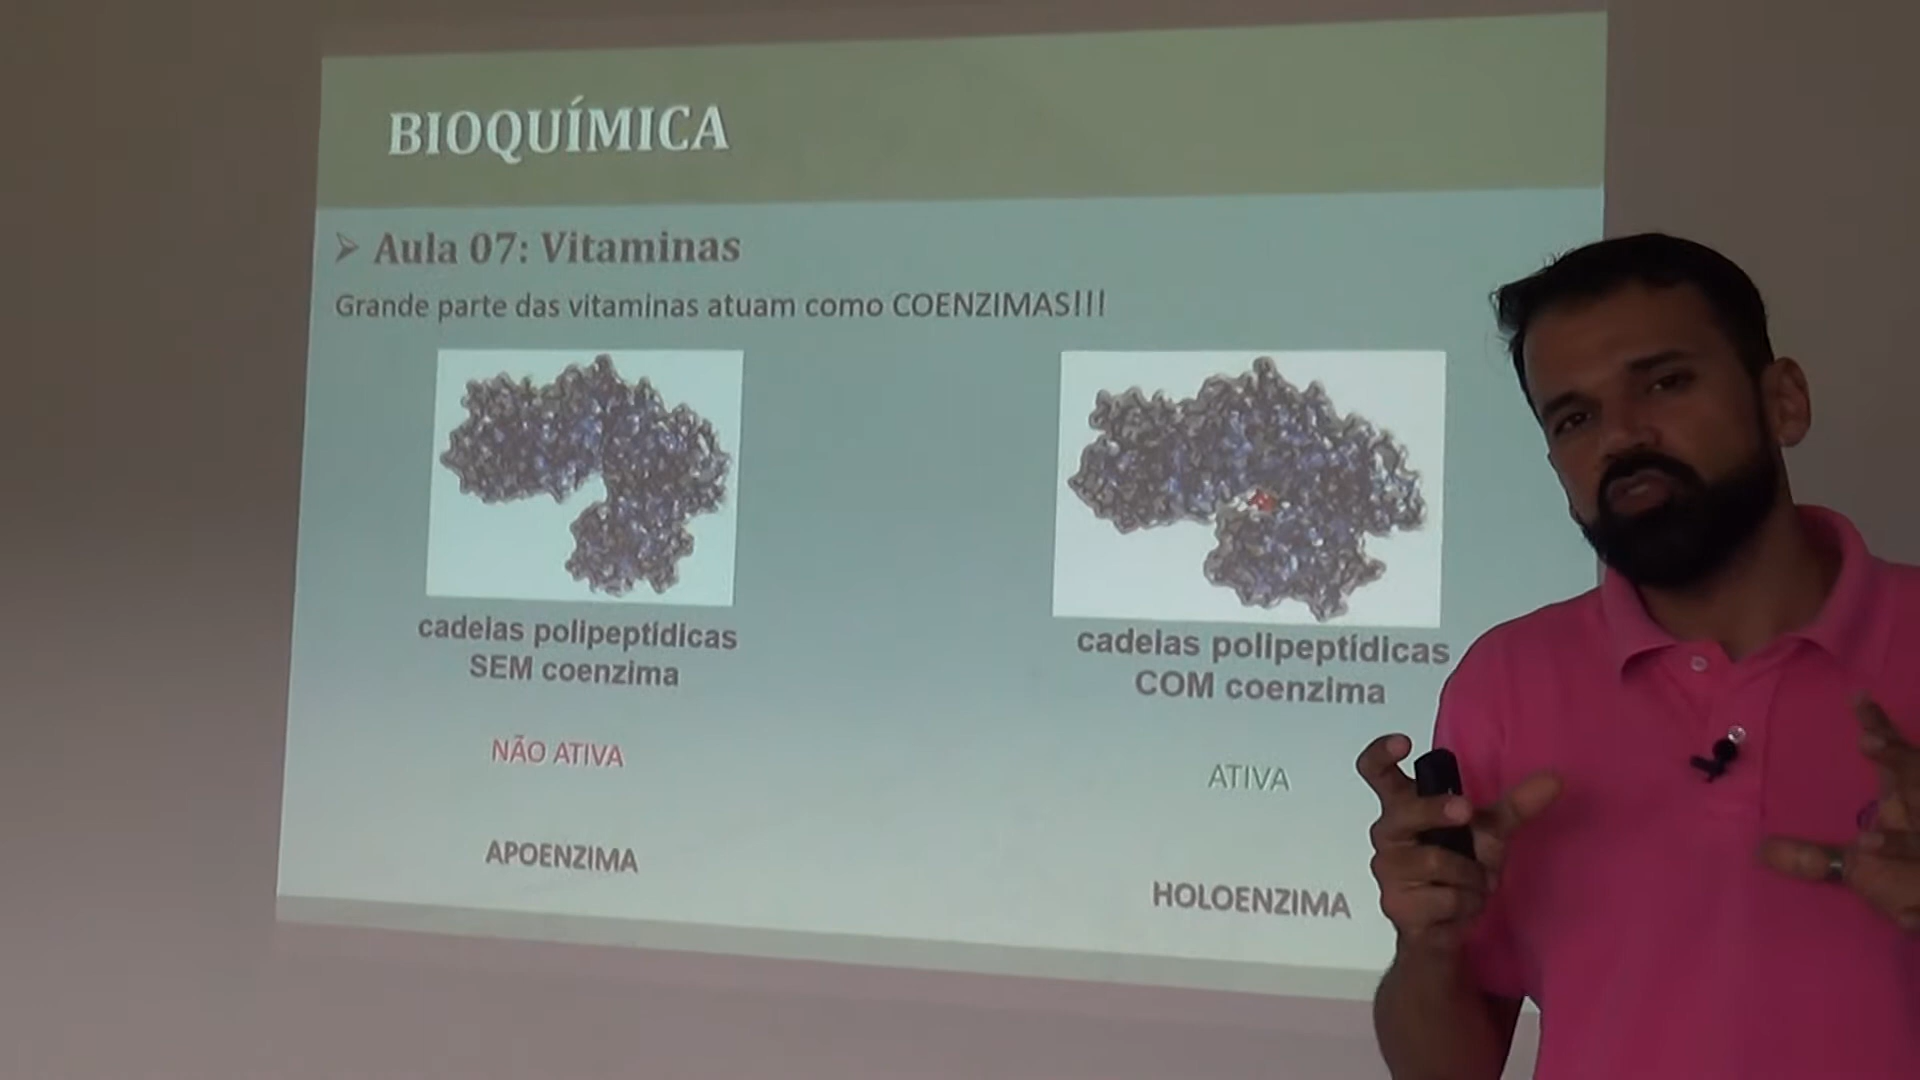 BIOQUÍMICA
Aula 07: Vitaminas
Grande parte das vitaminas atuam como COENZIMAS!!!
cadeias polipeptídicas
SEM coenzima
cadeias polipeptídicas
COM coenzima
NÃO ATIVA
ATIVA
APOENZIMA
HOLOENZIMA